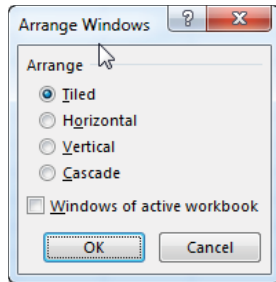 Arrange Windows
Arrange
Tiled
Horizontal
Vertical
Cascade
Windows of active workbook
OK Cancel